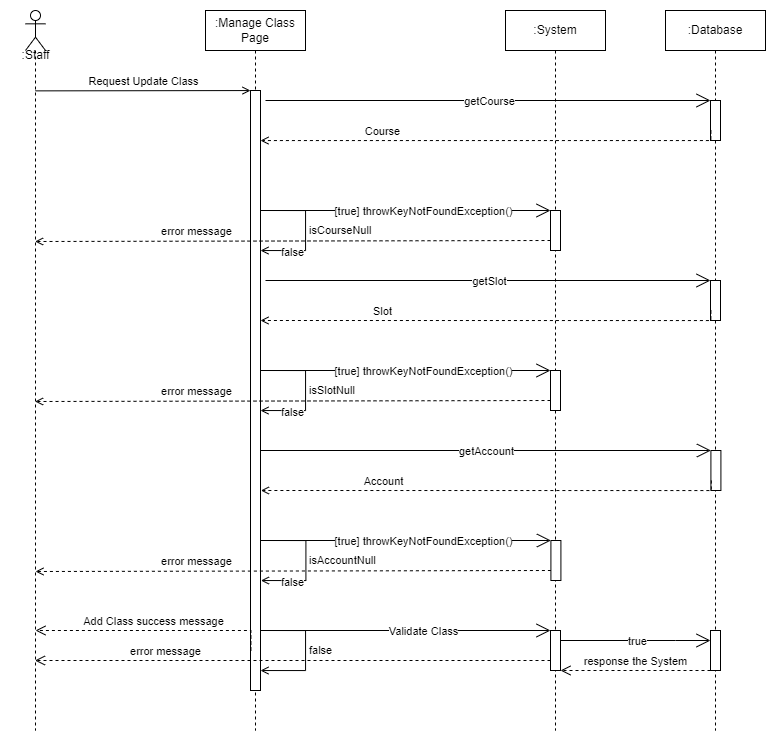 :Manage Class
Page
:System
:Database
:Staff
Request Update Class
getCourse
Course
[true] throwKeyNotFoundException()
error message
isCourseNull
false
getSlot
Slot
[true] throwKeyNotFoundException()
error message
isSlotNull
false
getAccount
Account
[true] throwKeyNotFoundException()
error message
isAccountNull
false
Add Class success message
Validate Class
true
error message
false
response the System